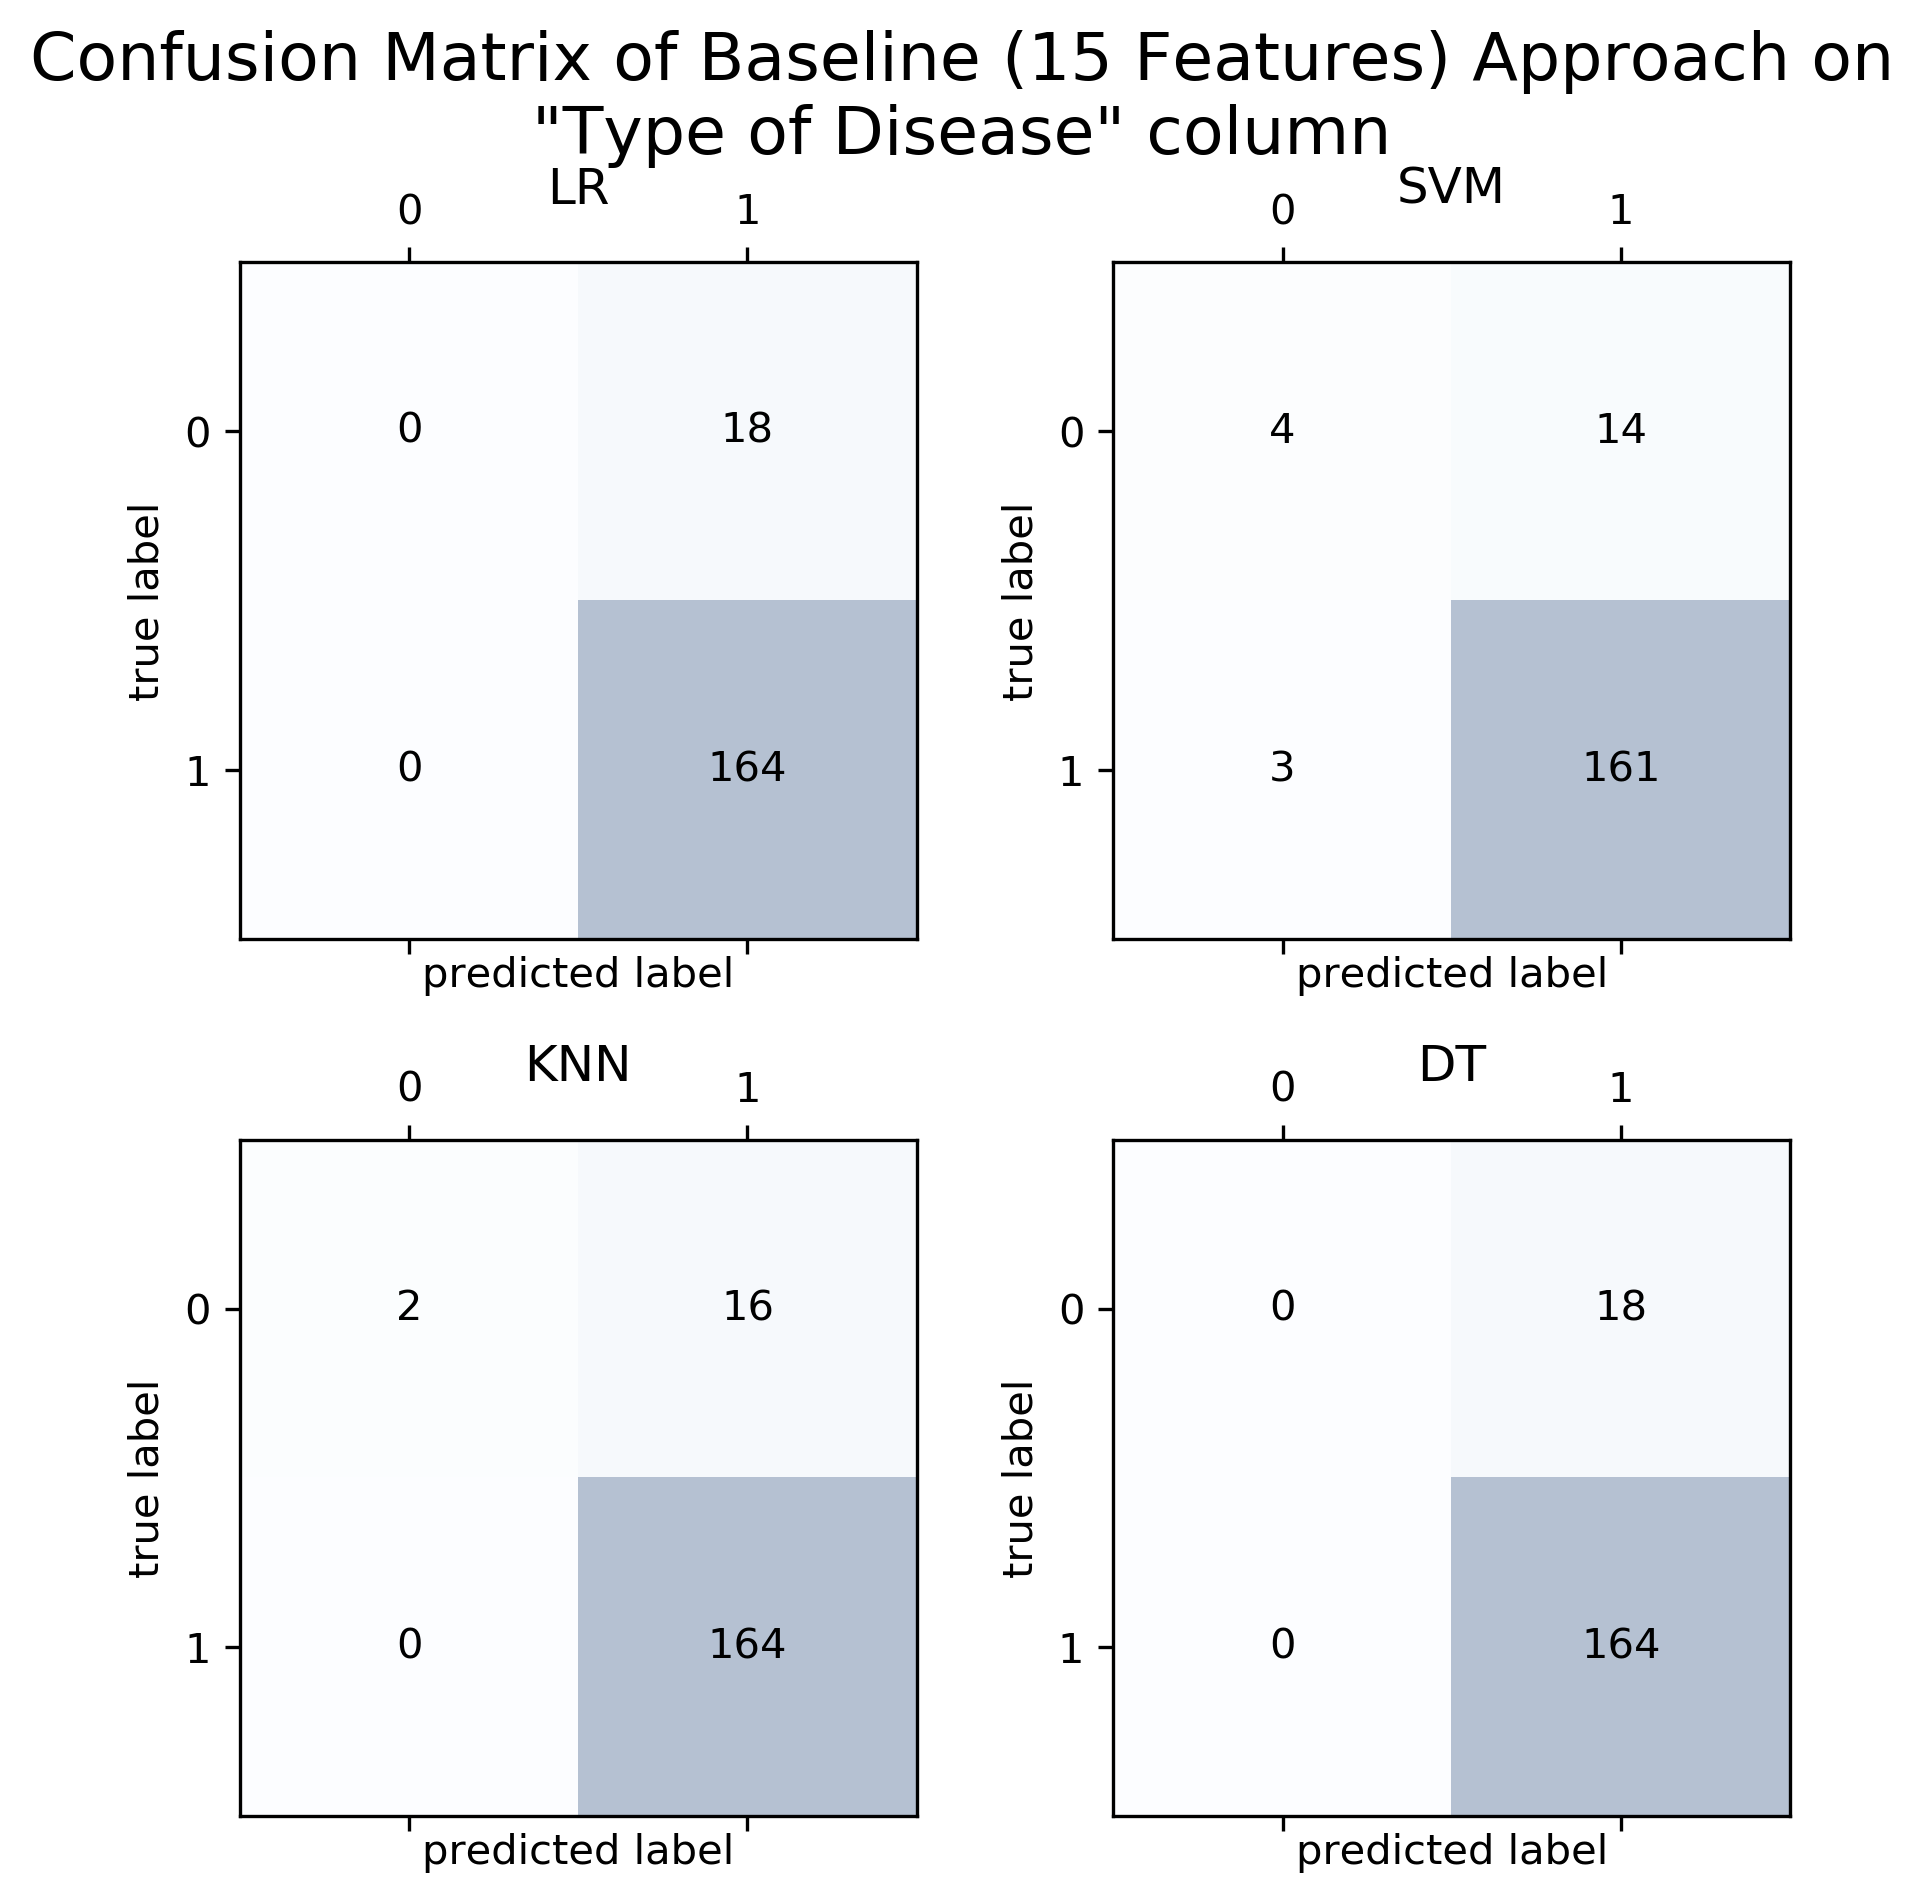 Confusion Matrix of Baseline (15 Features) Approach on
"Type of Disease" column
LR
0 1
0 0 18
true label
1 0 164
predicted label
SVM
0 1
0 4 14
true label
1 3 161
predicted label
KNN
0 1
0 2 16
true label
1 0 164
predicted label
DT
0 1
0 0 18
true label
1 0 164
predicted label